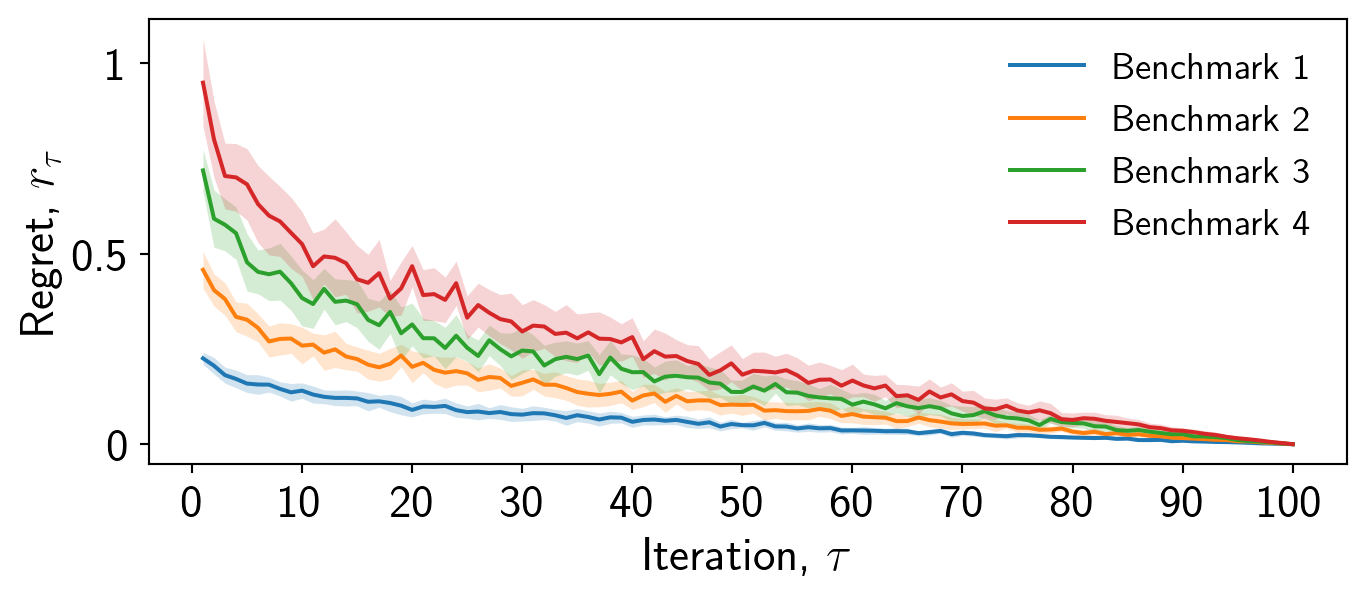 Regret, r_τ
1
0.5
0
Benchmark 1
Benchmark 2
Benchmark 3
Benchmark 4
0 10 20 30 40 50 60 70 80 90 100
Iteration, τ